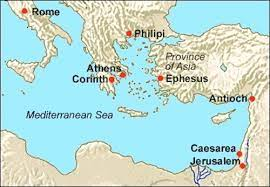 Rome
Philipi
Province
of Asia
Athens
Corinth
Ephesus
Antioch
Mediterranean Sea
Caesarea
Jerusalem